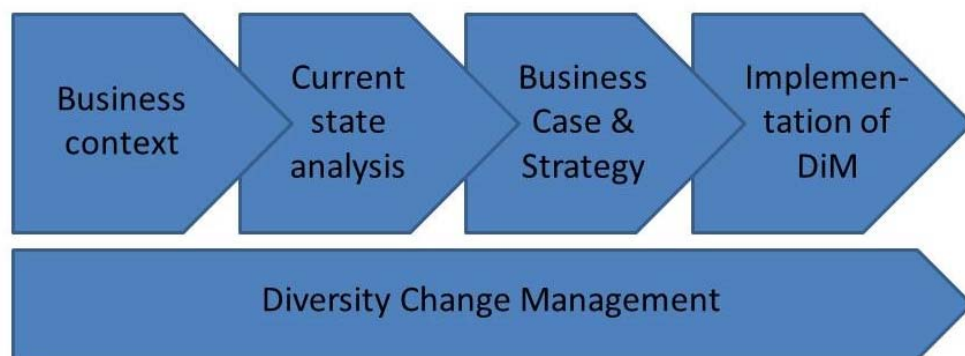 Business
context
Current
state
analysis
Business
Case &
Strategy
Implemen-
tation of
DiM
Diversity Change Management